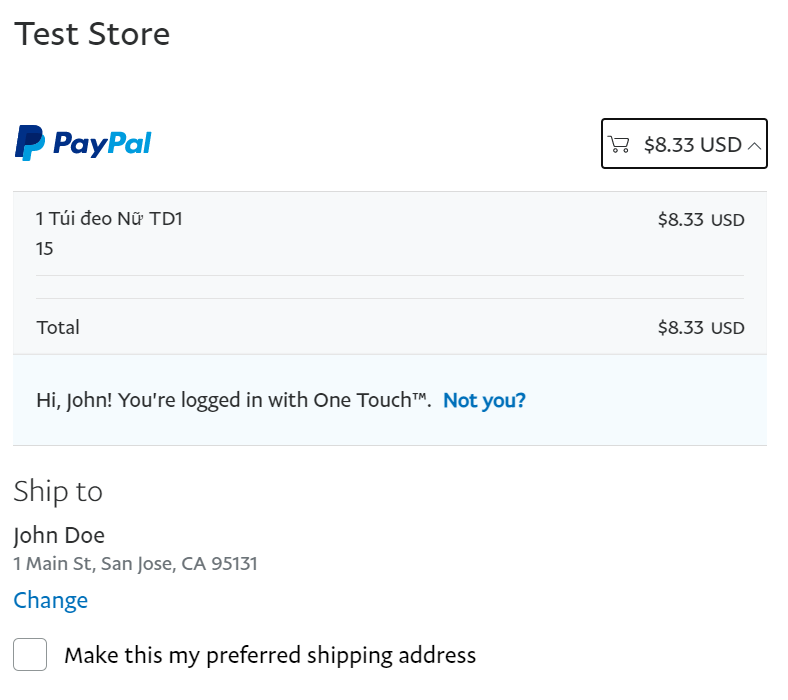 Test Store
PayPal
$8.33 USD
1 Túi đeo Nữ TD1 $8.33 USD
15
Total $8.33 USD
Hi, John! You're logged in with One Touch™. Not you?
Ship to
John Doe
1 Main St, San Jose, CA 95131
Change
Make this my preferred shipping address